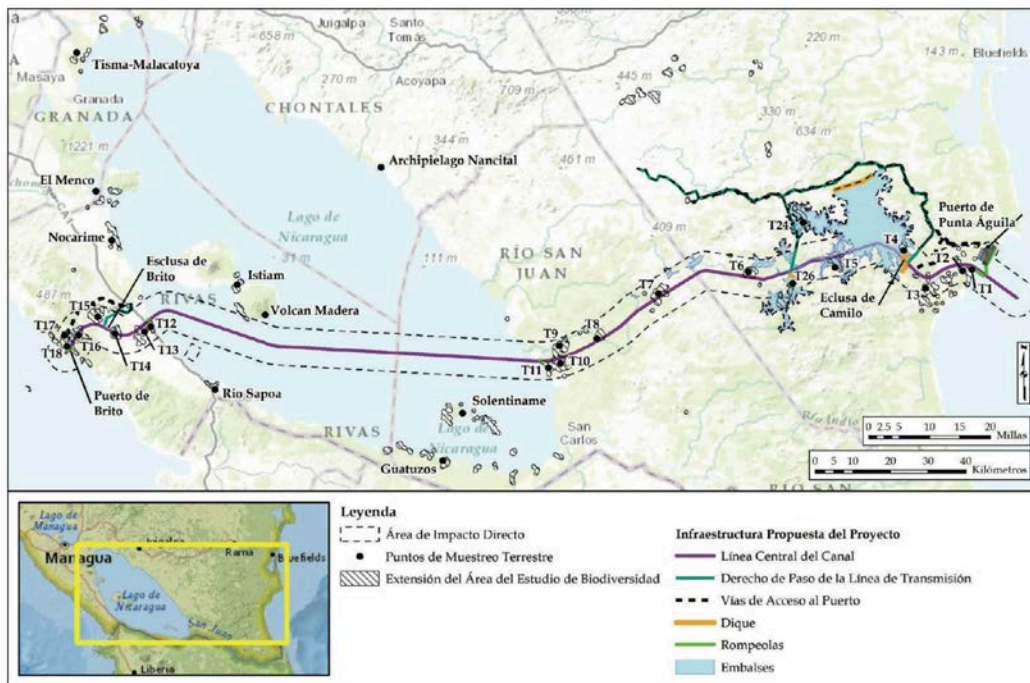 a
A
Juigalpa
Santo
Tomás
658 m
220 m
143 m
Bluefields
Masaya
Tisma-Malacatoya
270 m
Acoyapa
709 m
445 m
330 m
634 m
Granada
GRANADA
CHONTALES
1221 m
344 m
461 m
Archipielago Nancital
El Menco
Nocarime
Lago de
Nicaragua
31 m
111 m
409 m
RÍO SAN
JUAN
Puerto de
Punta Águila
T24
T4
T2
T1
T3
T5
T6
T26
T7
Esclusa de
Brito
Istiam
RIVAS
Volcan Madera
Eclusa de
Camilo
487 m
T15
T17
T18
T16
T14
T12
T13
T9
T8
T10
T11
Puerto de
Brito
Rio Sapoa
Solentiname
Lago de
Nicaragua
RIVAS
San
Carlos
Guatuzos
Río Indio
RÍO SAN
0 2.5 5 10 15 20
Millas
0 5 10 20 30 40
Kilómetros
Lago de
Managua
Managua
Juigalpa
Rama
Bluefields
Lago de
Nicaragua
San Juan
Liberia
Leyenda
Área de Impacto Directo
Puntos de Muestreo Terrestre
Extensión del Área del Estudio de Biodiversidad
Infraestructura Propuesta del Proyecto
Línea Central del Canal
Derecho de Paso de la Línea de Transmisión
Vías de Acceso al Puerto
Dique
Rompeolas
Embalses